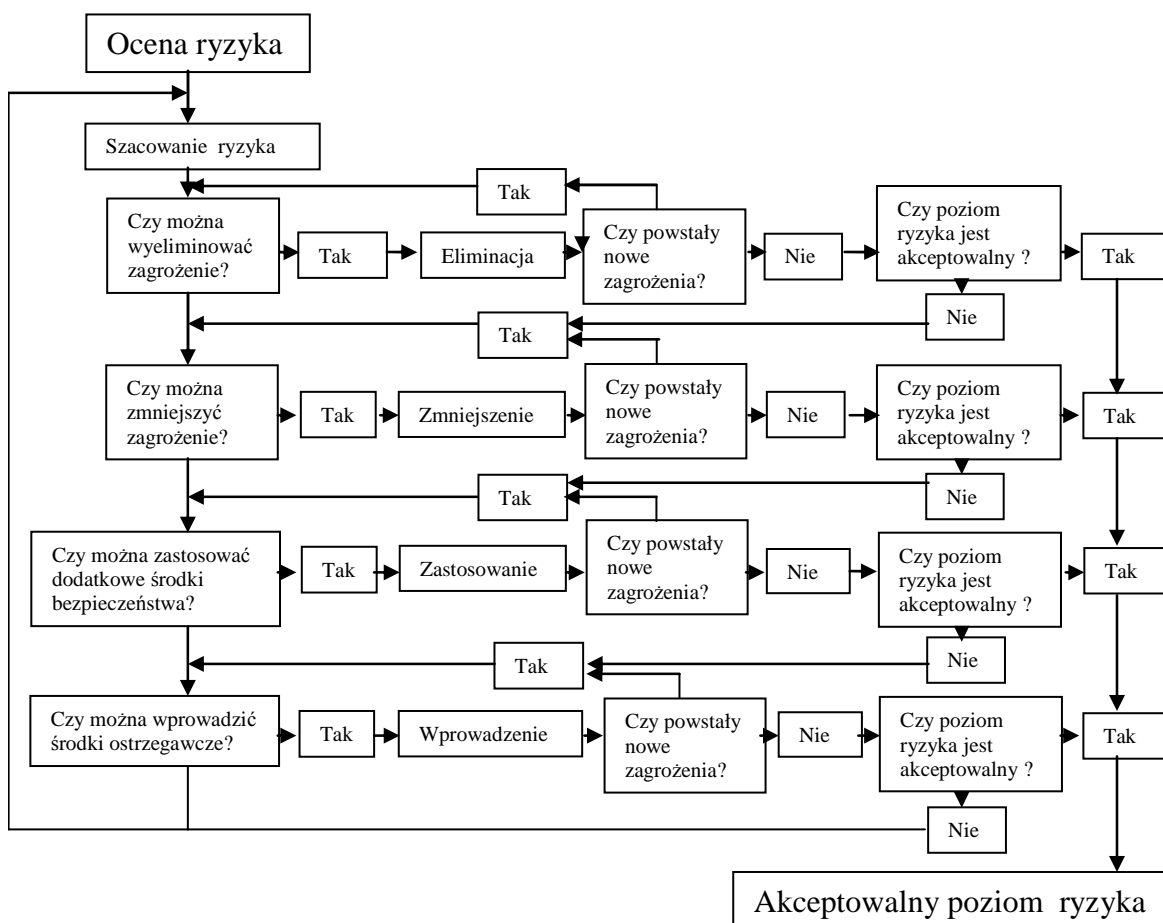 Ocena ryzyka
Szacowanie ryzyka
Tak
Czy można
wyeliminować
zagrożenie?
Tak
Eliminacja
Czy powstały
nowe
zagrożenia?
Nie
Czy poziom
ryzyka jest
akceptowalny ?
Tak
Nie
Tak
Czy można
zmniejszyć
zagrożenie?
Tak
Zmniejszenie
Czy powstały
nowe
zagrożenia?
Nie
Czy poziom
ryzyka jest
akceptowalny ?
Tak
Nie
Tak
Czy można zastosować
dodatkowe środki
bezpieczeństwa?
Tak
Zastosowanie
Czy powstały
nowe
zagrożenia?
Nie
Czy poziom
ryzyka jest
akceptowalny ?
Tak
Nie
Tak
Czy można wprowadzić
środki ostrzegawcze?
Tak
Wprowadzenie
Czy powstały
nowe
zagrożenia?
Nie
Czy poziom
ryzyka jest
akceptowalny ?
Tak
Nie
Akceptowalny poziom ryzyka